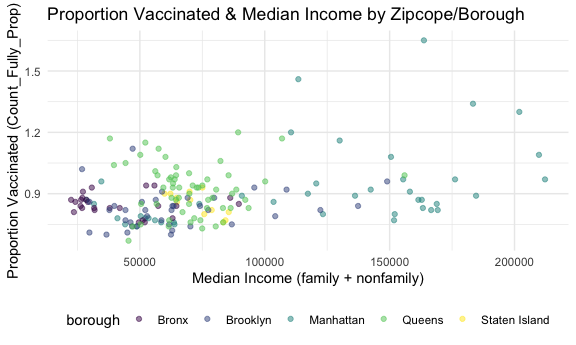 Proportion Vaccinated & Median Income by Zipcope/Borough
Proportion Vaccinated (Count_Fully_Prop)
1.5
1.2
0.9
50000
100000
150000
200000
Median Income (family + nonfamily)
borough
Bronx
Brooklyn
Manhattan
Queens
Staten Island